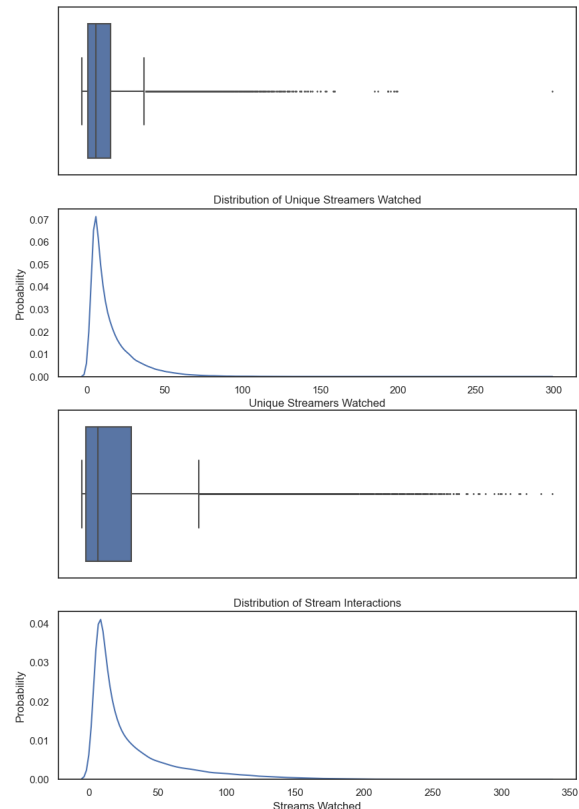 Distribution of Unique Streamers Watched
0.07
0.06
0.05
0.04
0.03
0.02
0.01
0.00
Probability
0 50 100 150 200 250 300
Unique Streamers Watched
Distribution of Stream Interactions
0.04
0.03
0.02
0.01
0.00
Probability
0 50 100 150 200 250 300 350
Streams Watched